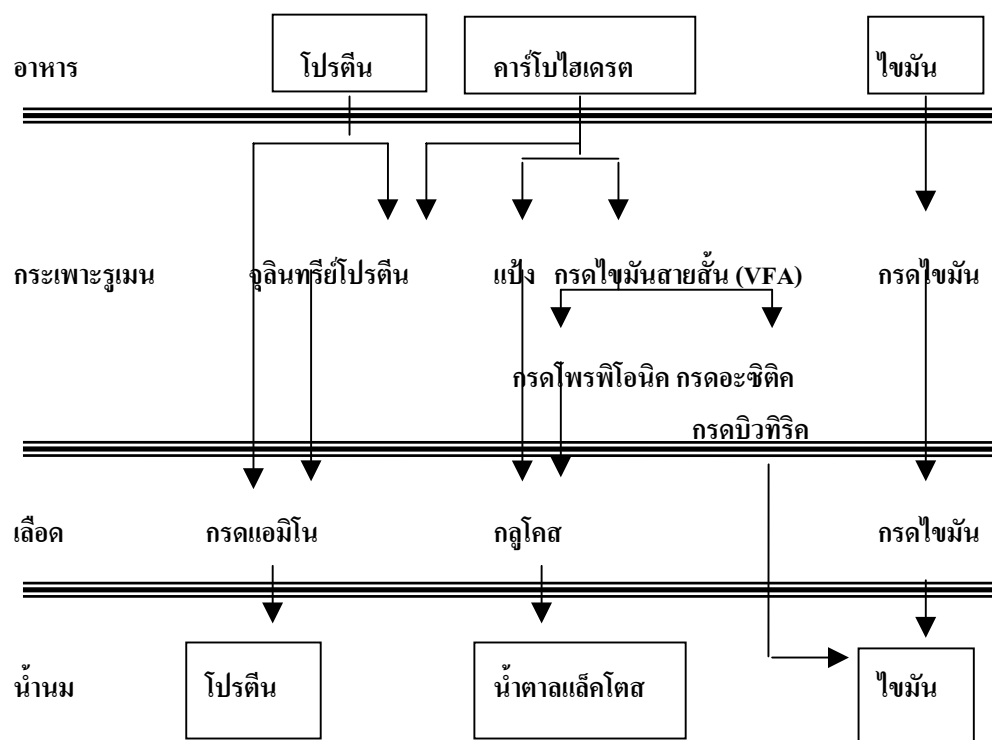 อาหาร โปรตีน คาร์โบไฮเดรต ไขมัน
กระเพาะรูเมน จุลินทรีย์โปรตีน แป้ง กรดไขมันสายสั้น (VFA) กรดไขมัน
กรดโพรพิโอนิค กรดอะซิติค
กรดบิวทิริค
เลือด กรดแอมิโน กลูโคส กรดไขมัน
น้ำนม โปรตีน น้ำตาลแล็คโตส ไขมัน